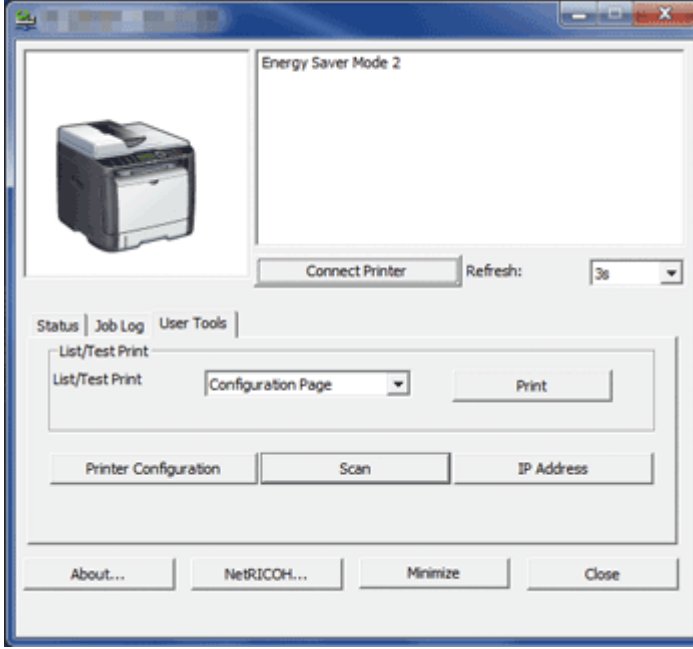 Energy Saver Mode 2
Connect Printer Refresh: 3s
Status Job Log User Tools
List/Test Print
List/Test Print Configuration Page Print
Printer Configuration Scan IP Address
About... NetRICOH... Minimize Close